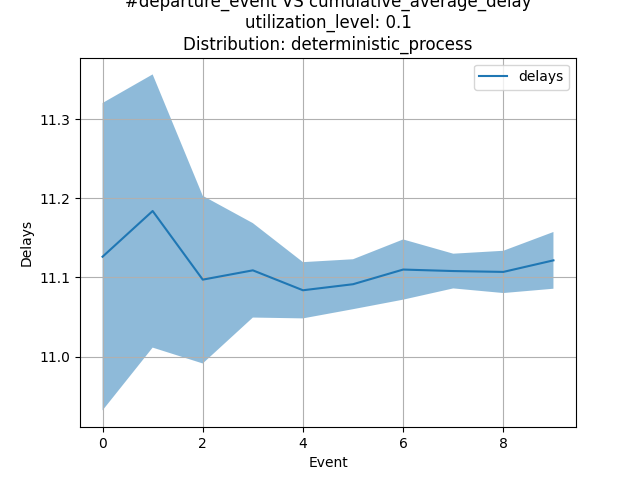 #departure_event VS cumulative_average_delay
utilization_level: 0.1
Distribution: deterministic_process
delays
11.3
11.2
11.1
11.0
Delays
0 2 4 6 8
Event